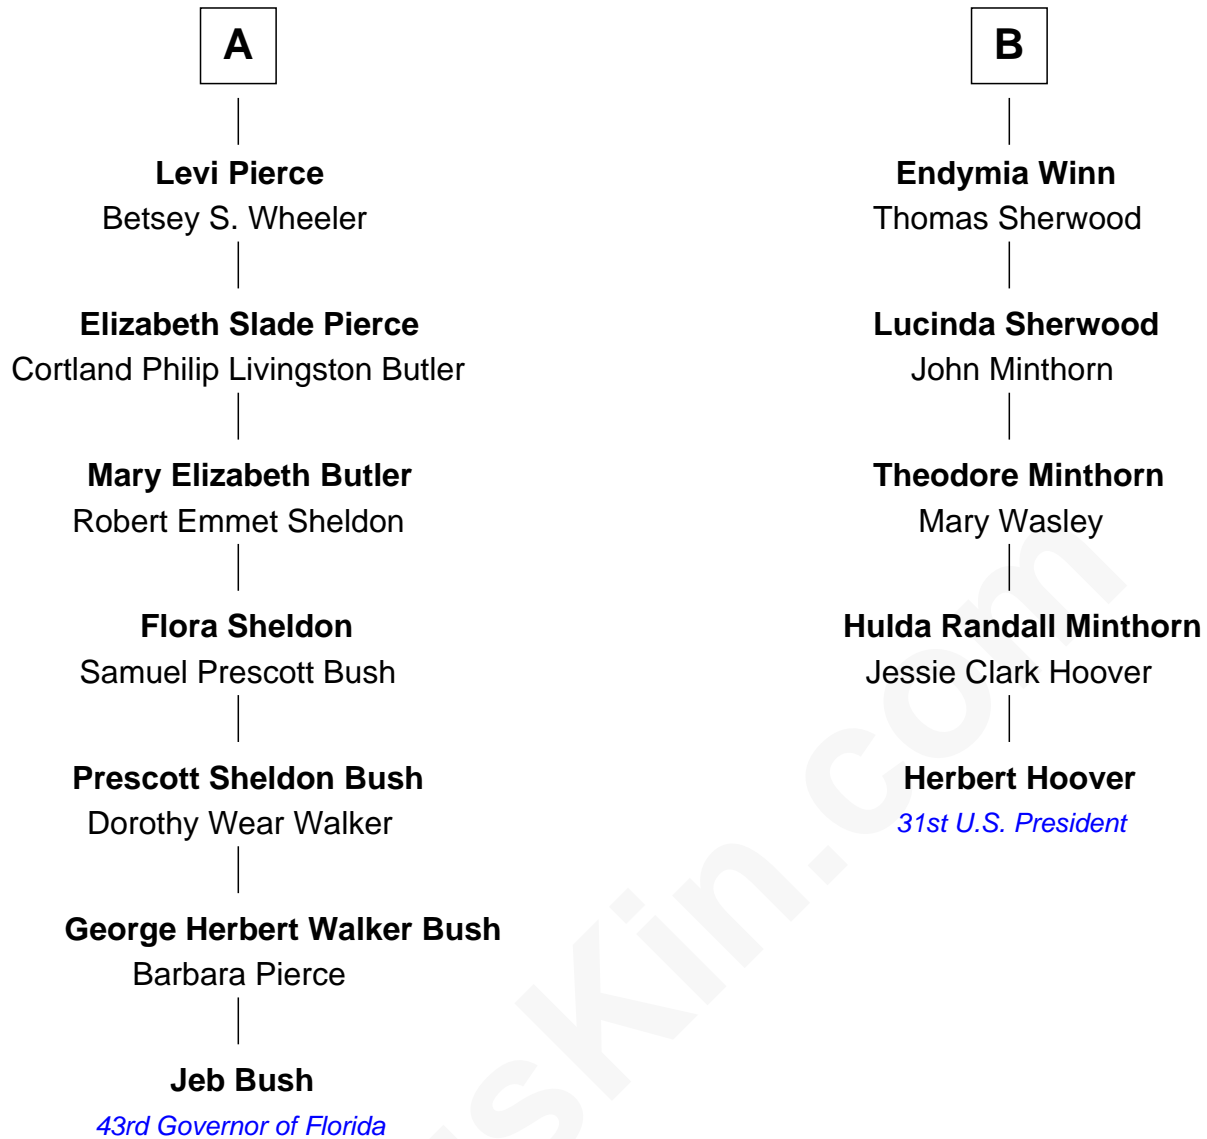 A
Levi Pierce
Betsey S. Wheeler
Elizabeth Slade Pierce
Cortland Philip Livingston Butler
Mary Elizabeth Butler
Robert Emmet Sheldon
Flora Sheldon
Samuel Prescott Bush
Prescott Sheldon Bush
Dorothy Wear Walker
George Herbert Walker Bush
Barbara Pierce
Jeb Bush
43rd Governor of Florida
B
Endymia Winn
Thomas Sherwood
Lucinda Sherwood
John Minthorn
Theodore Minthorn
Mary Wasley
Hulda Randall Minthorn
Jessie Clark Hoover
Herbert Hoover
31st U.S. President
isKin.com